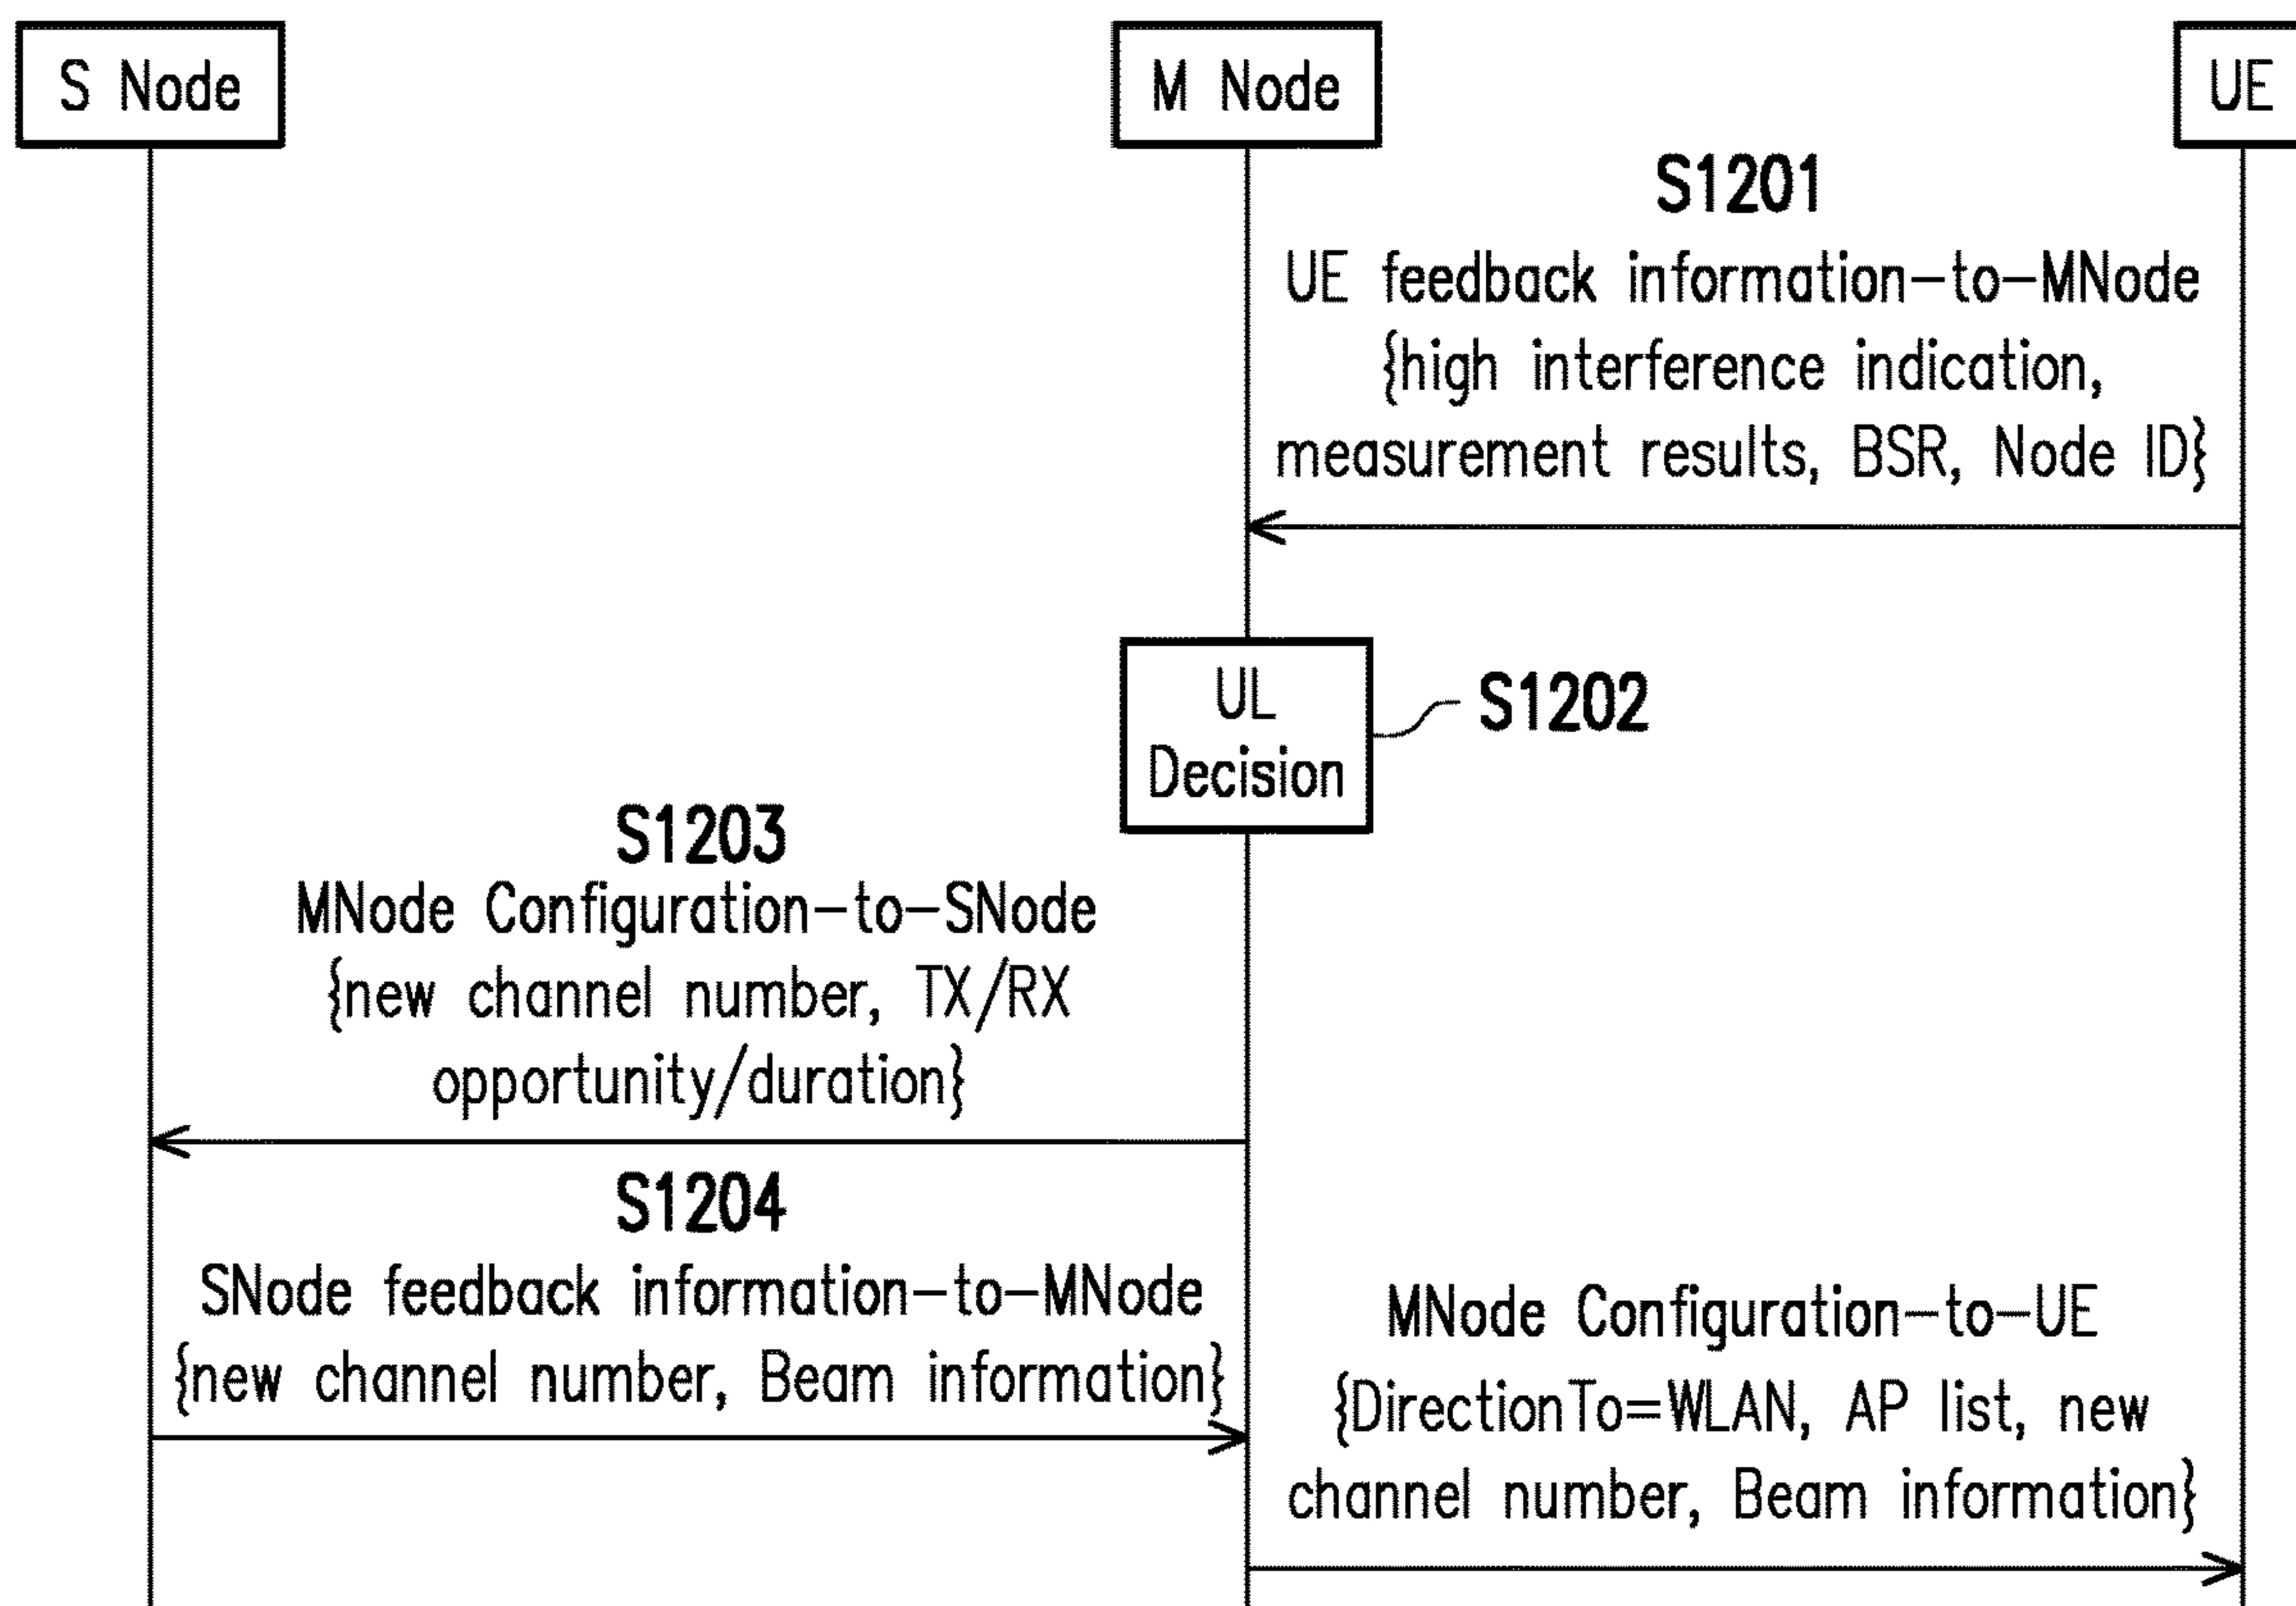 S Node
M Node
UE
S1201
UE feedback information-to-MNode
{high interference indication,
measurement results, BSR, Node ID}
UL
Decision
S1202
S1203
MNode Configuration-to-SNode
{new channel number, TX/RX
opportunity/duration}
S1204
SNode feedback information-to-MNode
{new channel number, Beam information}
MNode Configuration-to-UE
{DirectionTo=WLAN, AP list, new
channel number, Beam information}